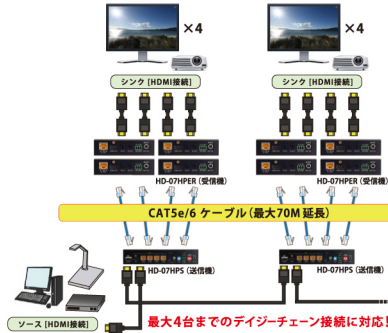 ×4
×4
シンク [HDMI接続]
シンク [HDMI接続]
HD-07HPER (受信機)
HD-07HPER (受信機)
CAT5e/6 ケーブル (最大70M 延長)
HD-07HPS (送信機)
HD-07HPS (送信機)
ソース [HDMI接続]
最大4台までのデイジーチェーン接続に対応!